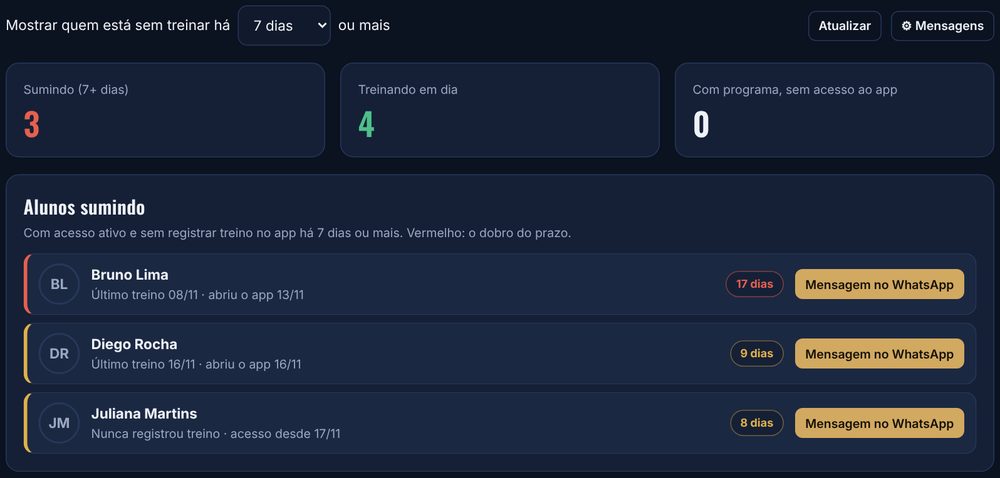 Mostrar quem está sem treinar há 7 dias ou mais
Atualizar
⚙ Mensagens
Sumindo (7+ dias)
3
Treinando em dia
4
Com programa, sem acesso ao app
0
Alunos sumindo
Com acesso ativo e sem registrar treino no app há 7 dias ou mais. Vermelho: o dobro do prazo.
BL
Bruno Lima
Último treino 08/11 · abriu o app 13/11
17 dias
Mensagem no WhatsApp
DR
Diego Rocha
Último treino 16/11 · abriu o app 16/11
9 dias
Mensagem no WhatsApp
JM
Juliana Martins
Nunca registrou treino · acesso desde 17/11
8 dias
Mensagem no WhatsApp